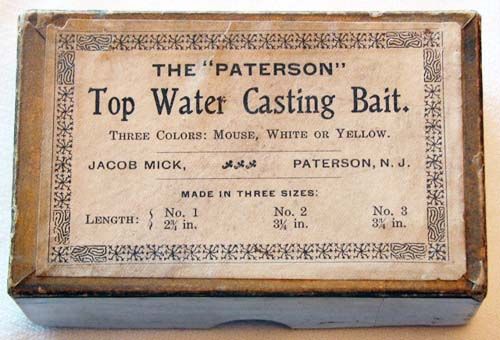 THE "PATERSON"
Top Water Casting Bait.
THREE COLORS: MOUSE, WHITE OR YELLOW.
JACOB MICK, PATERSON, N. J.
MADE IN THREE SIZES:
No. 1 No. 2 No. 3
LENGTH: 2¾ in. 3¼ in. 3¾ in.